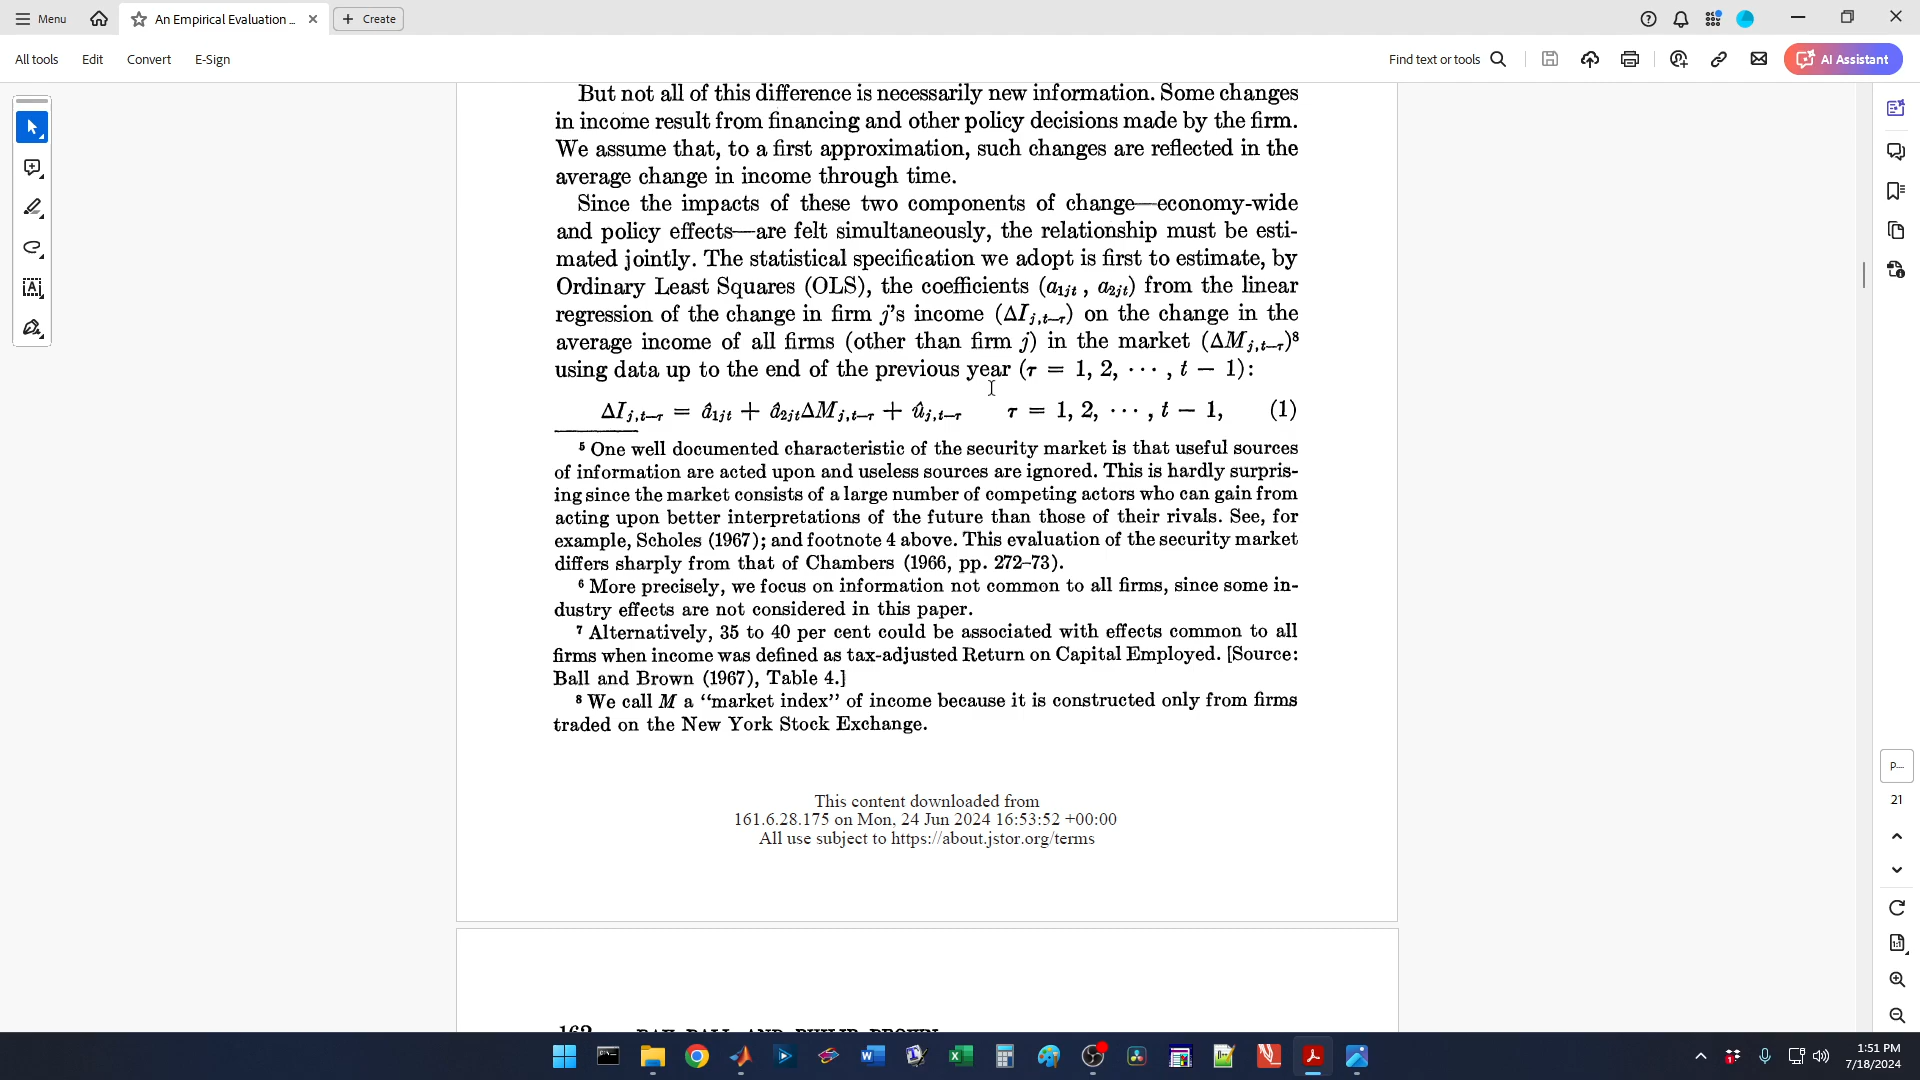 Menu
An Empirical Evaluation ...
Create
All tools
Edit
Convert
E-Sign
Find text or tools
AI Assistant
But not all of this difference is necessarily new information. Some changes
in income result from financing and other policy decisions made by the firm.
We assume that, to a first approximation, such changes are reflected in the
average change in income through time.
Since the impacts of these two components of change—economy-wide
and policy effects—are felt simultaneously, the relationship must be esti-
mated jointly. The statistical specification we adopt is first to estimate, by
Ordinary Least Squares (OLS), the coefficients (a₁jt , a₂jt) from the linear
regression of the change in firm j's income (ΔI j,t−τ) on the change in the
average income of all firms (other than firm j) in the market (ΔM j,t−τ)⁸
using data up to the end of the previous year (τ = 1, 2, ··· , t − 1):
ΔI j,t−τ = â₁jt + â₂jtΔM j,t−τ + û j,t−τ τ = 1, 2, ··· , t − 1, (1)
⁵ One well documented characteristic of the security market is that useful sources
of information are acted upon and useless sources are ignored. This is hardly surpris-
ing since the market consists of a large number of competing actors who can gain from
acting upon better interpretations of the future than those of their rivals. See, for
example, Scholes (1967); and footnote 4 above. This evaluation of the security market
differs sharply from that of Chambers (1966, pp. 272–73).
⁶ More precisely, we focus on information not common to all firms, since some in-
dustry effects are not considered in this paper.
⁷ Alternatively, 35 to 40 per cent could be associated with effects common to all
firms when income was defined as tax-adjusted Return on Capital Employed. [Source:
Ball and Brown (1967), Table 4.]
⁸ We call M a “market index” of income because it is constructed only from firms
traded on the New York Stock Exchange.
This content downloaded from
161.6.28.175 on Mon, 24 Jun 2024 16:53:52 +00:00
All use subject to https://about.jstor.org/terms
P...
21
1:51 PM
7/18/2024